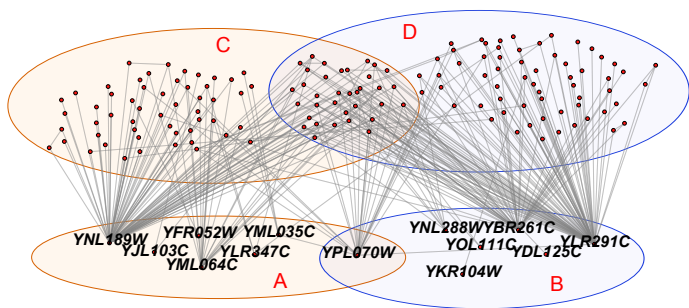 C
D
YNL189W
YFR052W
YML035C
YJL103C
YLR347C
YML064C
YPL070W
YNL288W
YBR261C
YOL111C
YDL125C
YLR291C
YKR104W
A
B